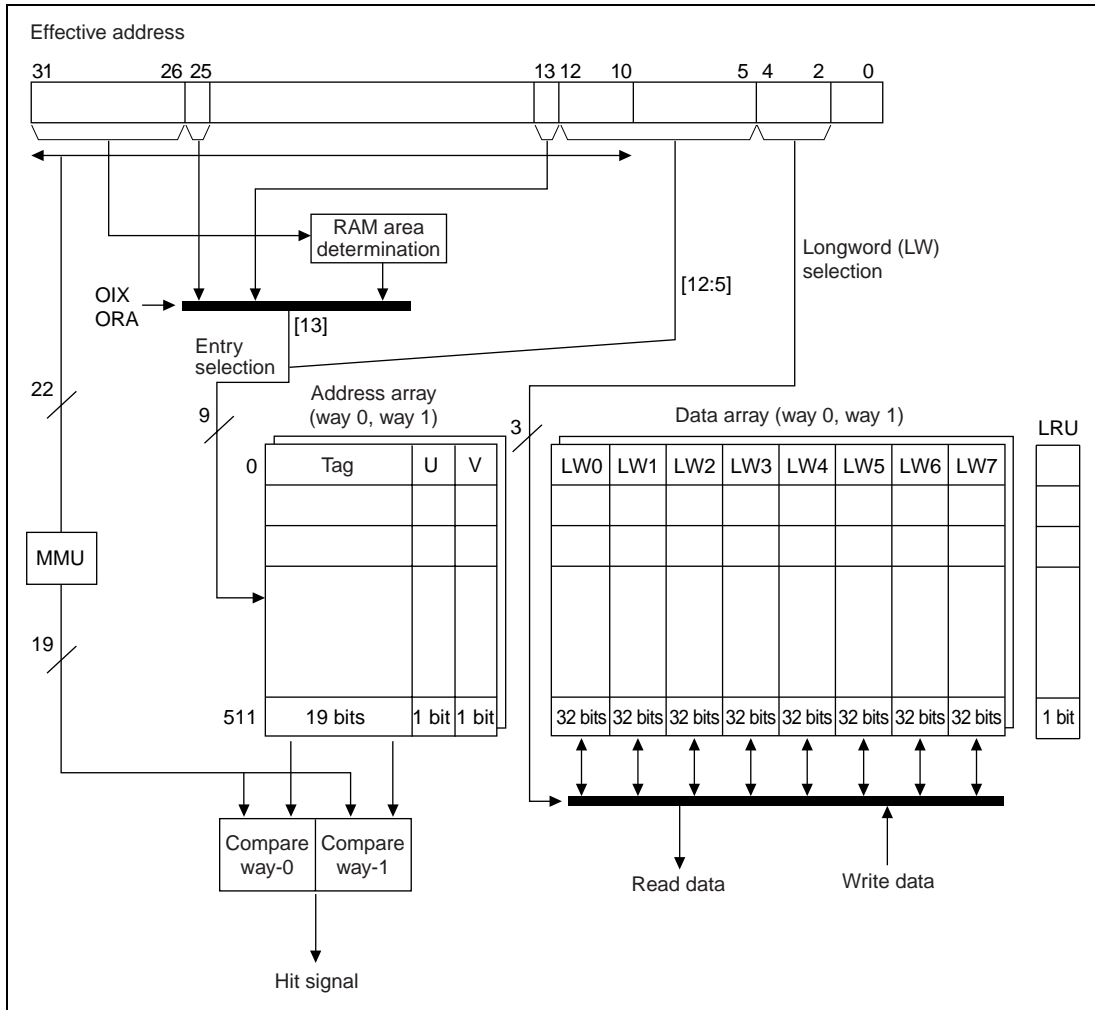 Effective address
31 26 25 13 12 10 5 4 2 0
RAM area
determination
Longword (LW)
selection
[12:5]
OIX
ORA
[13]
Entry
selection
22
9
3
Address array
(way 0, way 1)
Data array (way 0, way 1)
LRU
0 Tag U V
LW0 LW1 LW2 LW3 LW4 LW5 LW6 LW7
MMU
19
511 19 bits 1 bit 1 bit
32 bits 32 bits 32 bits 32 bits 32 bits 32 bits 32 bits 32 bits
1 bit
Compare
way-0
Compare
way-1
Read data
Write data
Hit signal